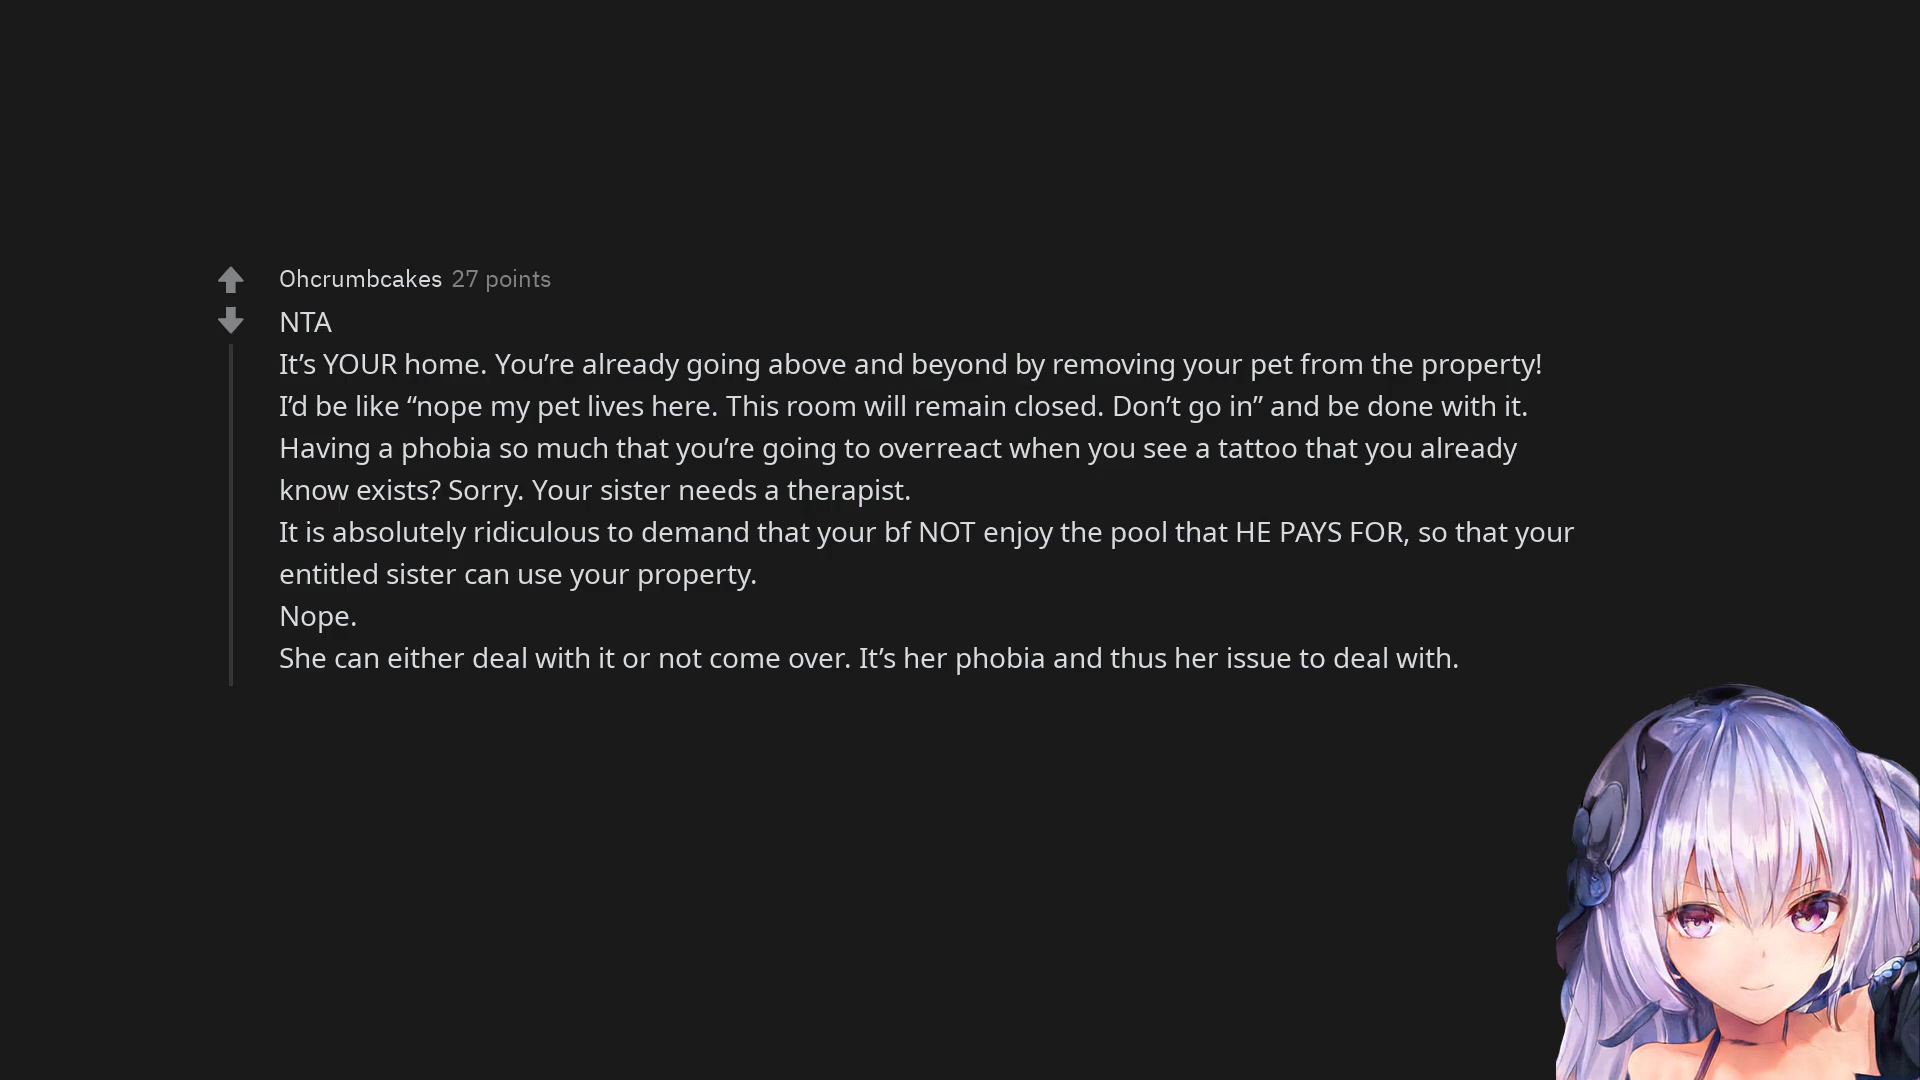 Ohcrumbcakes 27 points
NTA
It’s YOUR home. You’re already going above and beyond by removing your pet from the property!
I’d be like “nope my pet lives here. This room will remain closed. Don’t go in” and be done with it.
Having a phobia so much that you’re going to overreact when you see a tattoo that you already
know exists? Sorry. Your sister needs a therapist.
It is absolutely ridiculous to demand that your bf NOT enjoy the pool that HE PAYS FOR, so that your
entitled sister can use your property.
Nope.
She can either deal with it or not come over. It’s her phobia and thus her issue to deal with.